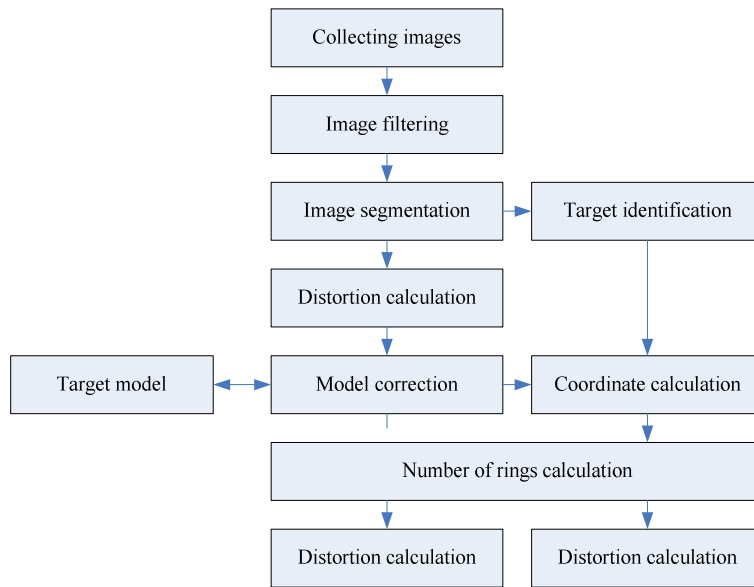 Collecting images
Image filtering
Image segmentation
Target identification
Distortion calculation
Target model
Model correction
Coordinate calculation
Number of rings calculation
Distortion calculation
Distortion calculation